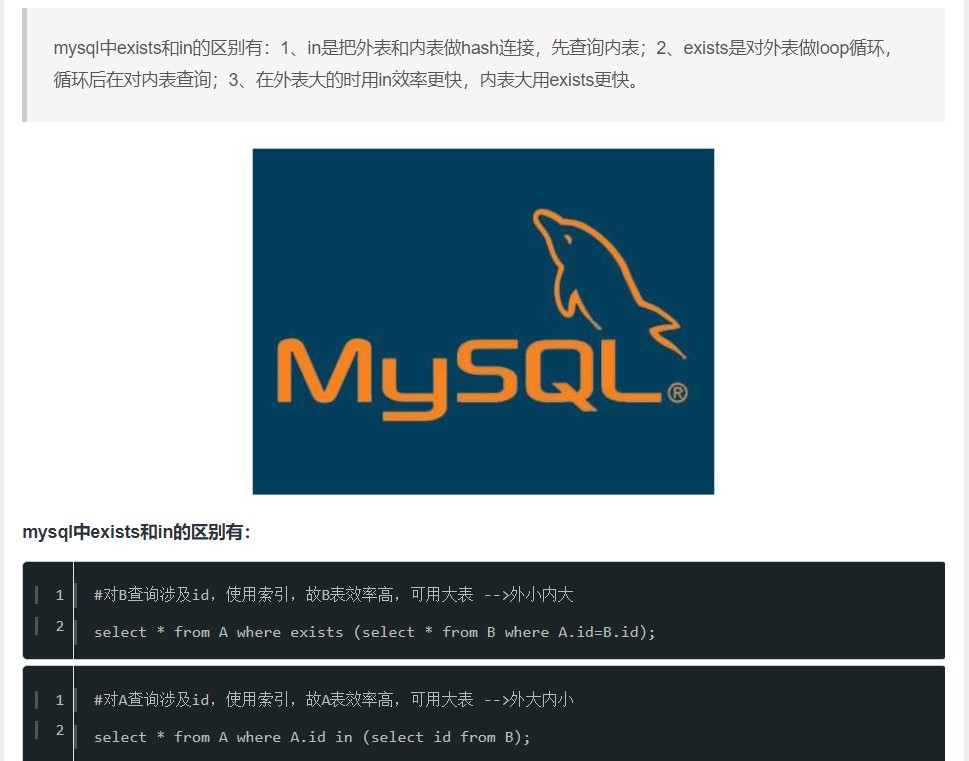 mysql中exists和in的区别有：1、in是把外表和内表做hash连接，先查询内表；2、exists是对外表做loop循环，
循环后在对内表查询；3、在外表大的时用in效率更快，内表大用exists更快。
MySQL®
mysql中exists和in的区别有：
1 #对B查询涉及id，使用索引，故B表效率高，可用大表 -->外小内大
2 select * from A where exists (select * from B where A.id=B.id);
1 #对A查询涉及id，使用索引，故A表效率高，可用大表 -->外大内小
2 select * from A where A.id in (select id from B);